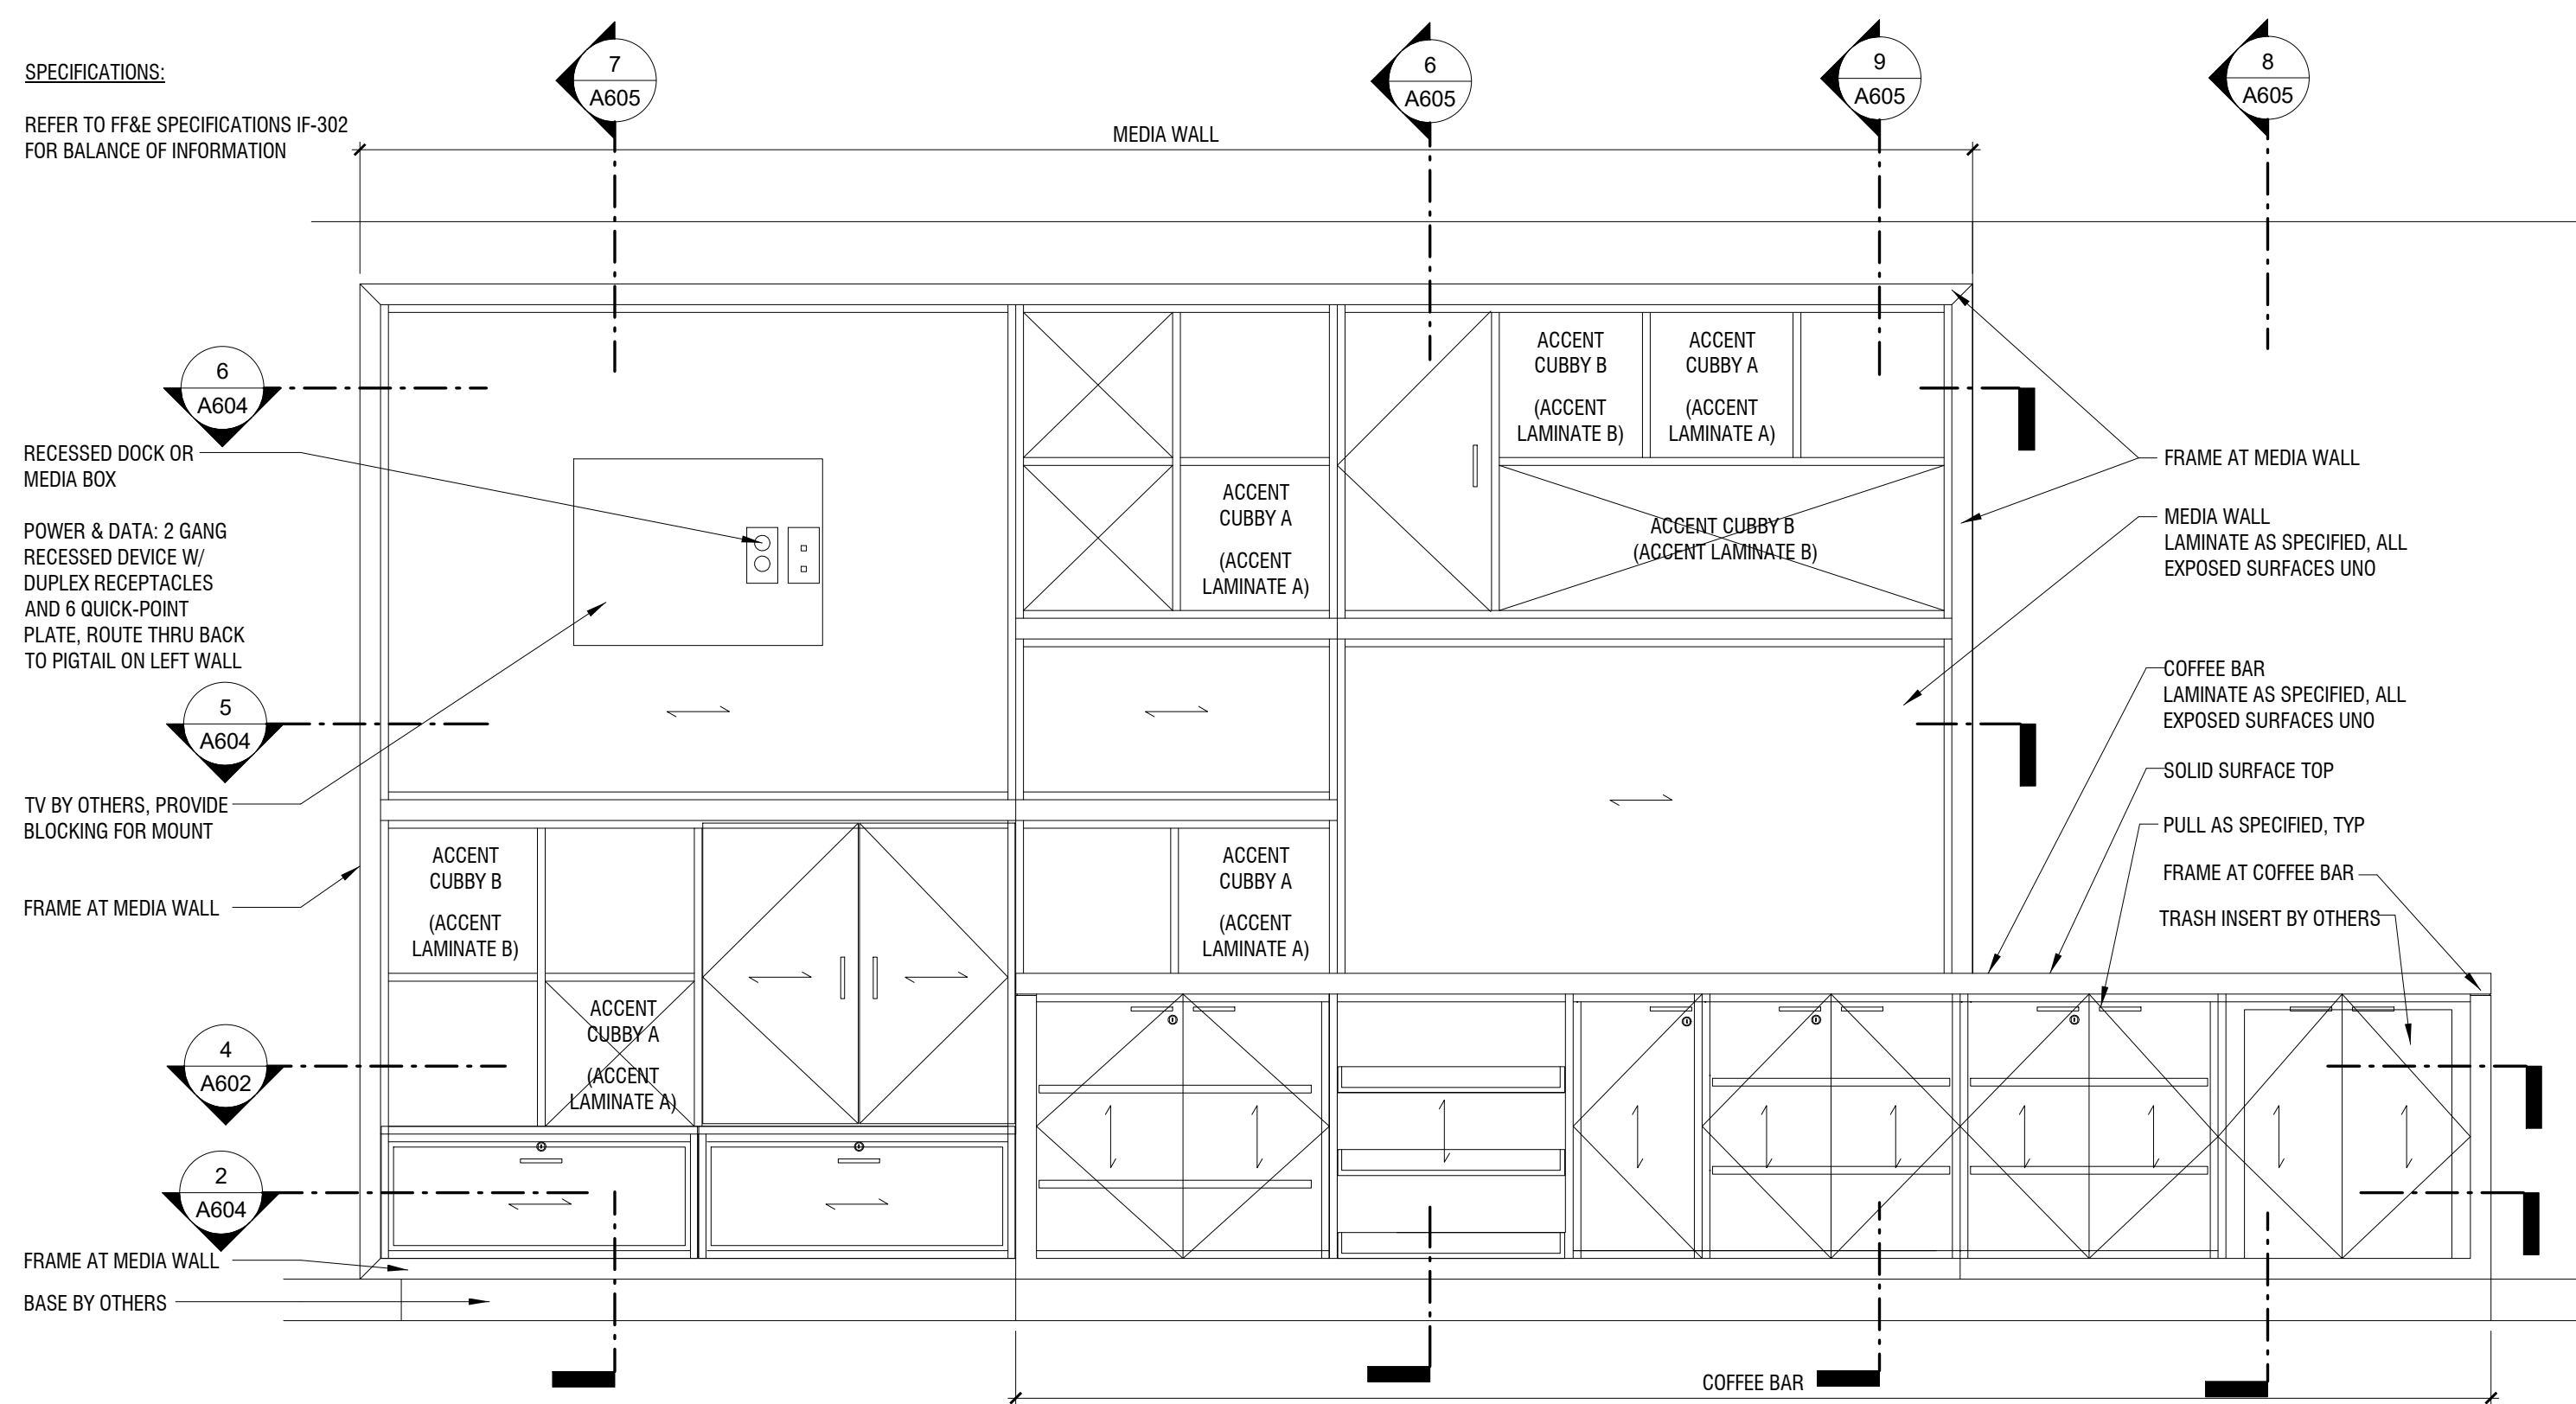 SPECIFICATIONS:
REFER TO FF&E SPECIFICATIONS IF-302
FOR BALANCE OF INFORMATION
7
A605
6
A605
9
A605
8
A605
MEDIA WALL
6
A604
RECESSED DOCK OR
MEDIA BOX
POWER & DATA: 2 GANG
RECESSED DEVICE W/
DUPLEX RECEPTACLES
AND 6 QUICK-POINT
PLATE, ROUTE THRU BACK
TO PIGTAIL ON LEFT WALL
5
A604
TV BY OTHERS, PROVIDE
BLOCKING FOR MOUNT
FRAME AT MEDIA WALL
4
A602
2
A604
FRAME AT MEDIA WALL
BASE BY OTHERS
ACCENT
CUBBY B
(ACCENT
LAMINATE B)
ACCENT
CUBBY A
(ACCENT
LAMINATE A)
ACCENT
CUBBY A
(ACCENT
LAMINATE A)
ACCENT CUBBY B
(ACCENT LAMINATE B)
ACCENT
CUBBY B
(ACCENT
LAMINATE B)
ACCENT
CUBBY A
(ACCENT
LAMINATE A)
ACCENT
CUBBY A
(ACCENT
LAMINATE A)
FRAME AT MEDIA WALL
MEDIA WALL
LAMINATE AS SPECIFIED, ALL
EXPOSED SURFACES UNO
COFFEE BAR
LAMINATE AS SPECIFIED, ALL
EXPOSED SURFACES UNO
SOLID SURFACE TOP
PULL AS SPECIFIED, TYP
FRAME AT COFFEE BAR
TRASH INSERT BY OTHERS
COFFEE BAR